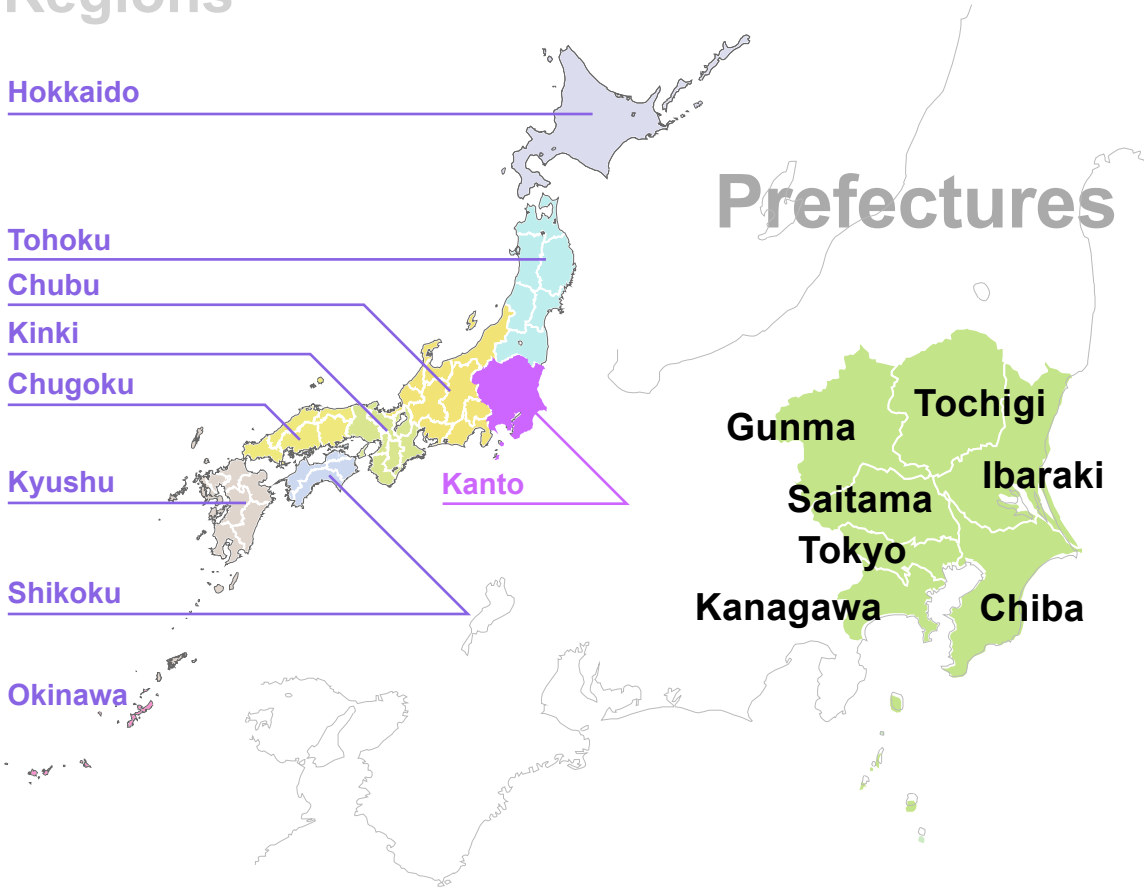 Regions
Hokkaido
Prefectures
Tohoku
Chubu
Kinki
Chugoku
Kyushu
Kanto
Shikoku
Okinawa
Tochigi
Gunma
Ibaraki
Saitama
Tokyo
Kanagawa
Chiba